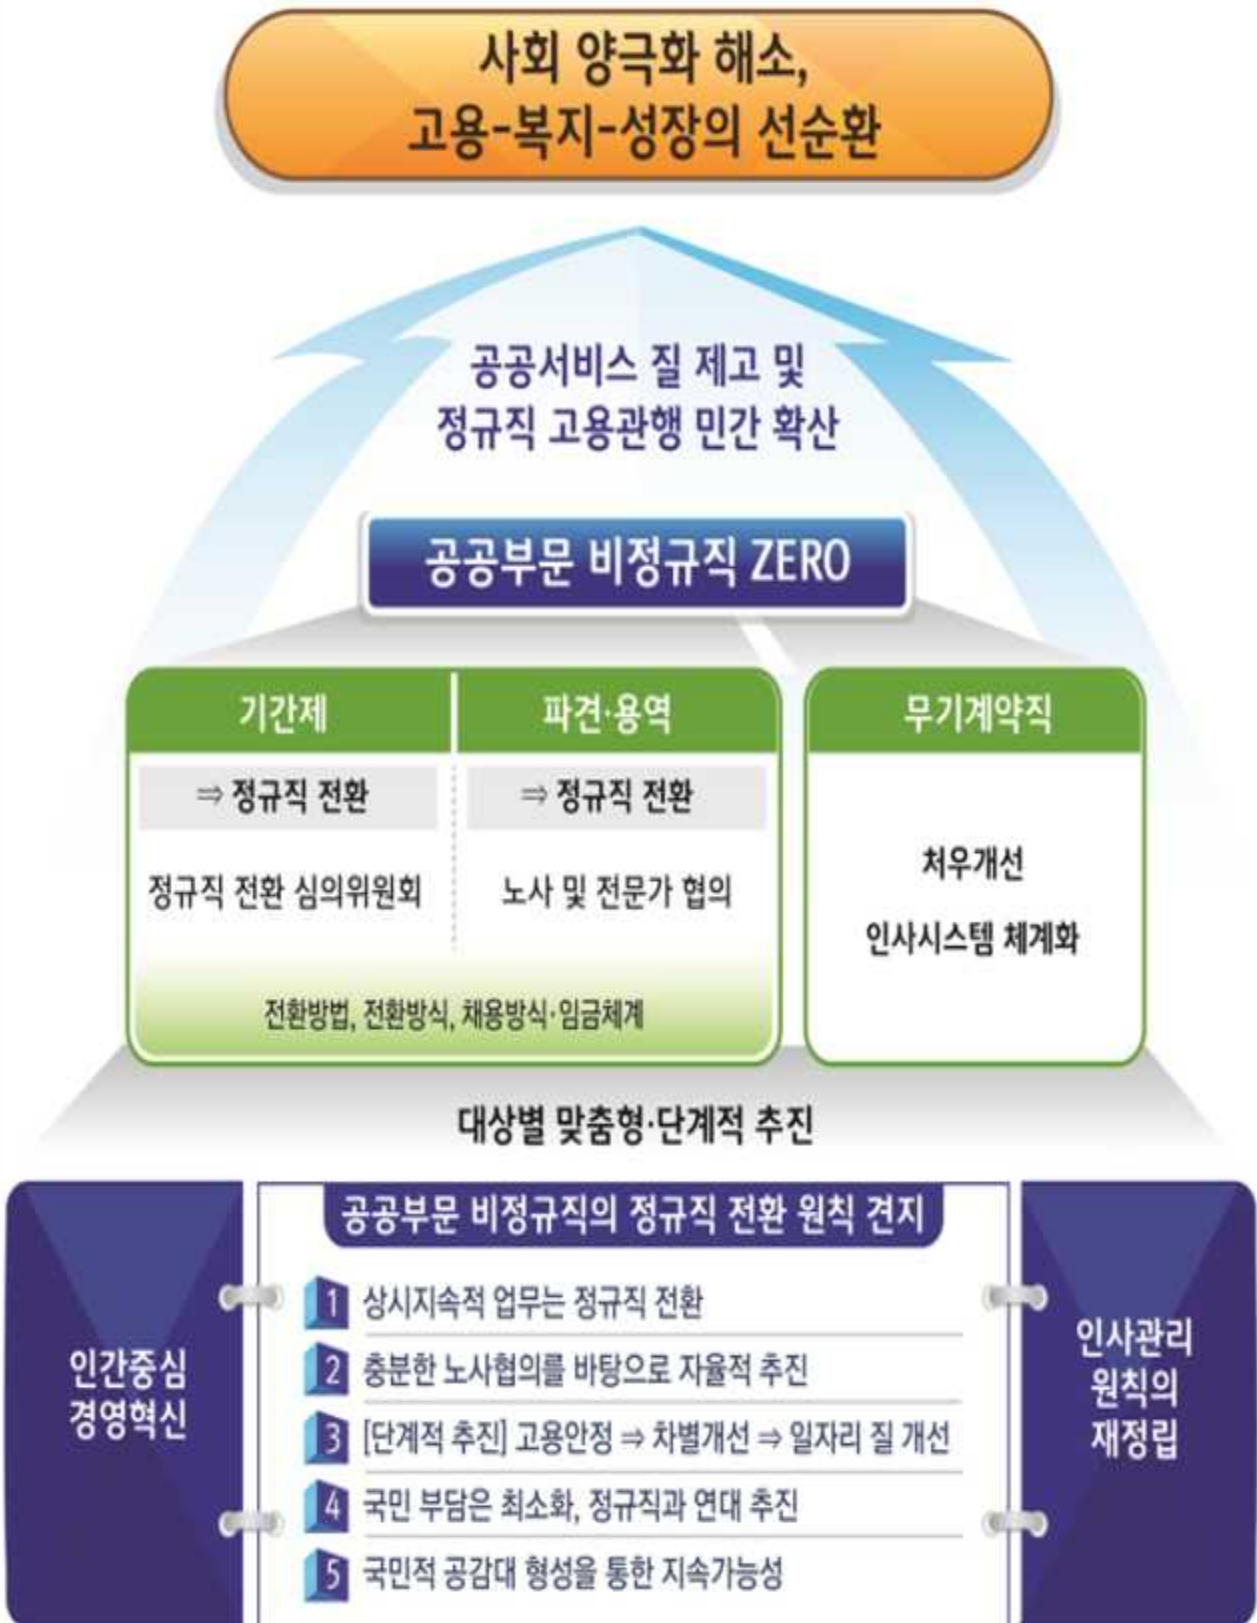 사회 양극화 해소,
고용-복지-성장의 선순환
공공서비스 질 제고 및
정규직 고용관행 민간 확산
공공부문 비정규직 ZERO
기간제
파견·용역
무기계약직
⇒ 정규직 전환
⇒ 정규직 전환
정규직 전환 심의위원회
노사 및 전문가 협의
처우개선
인사시스템 체계화
전환방법, 전환방식, 채용방식·임금체계
대상별 맞춤형·단계적 추진
인간중심
경영혁신
공공부문 비정규직의 정규직 전환 원칙 견지
1 상시지속적 업무는 정규직 전환
2 충분한 노사협의를 바탕으로 자율적 추진
3 [단계적 추진] 고용안정 ⇒ 차별개선 ⇒ 일자리 질 개선
4 국민 부담은 최소화, 정규직과 연대 추진
5 국민적 공감대 형성을 통한 지속가능성
인사관리
원칙의
재정립